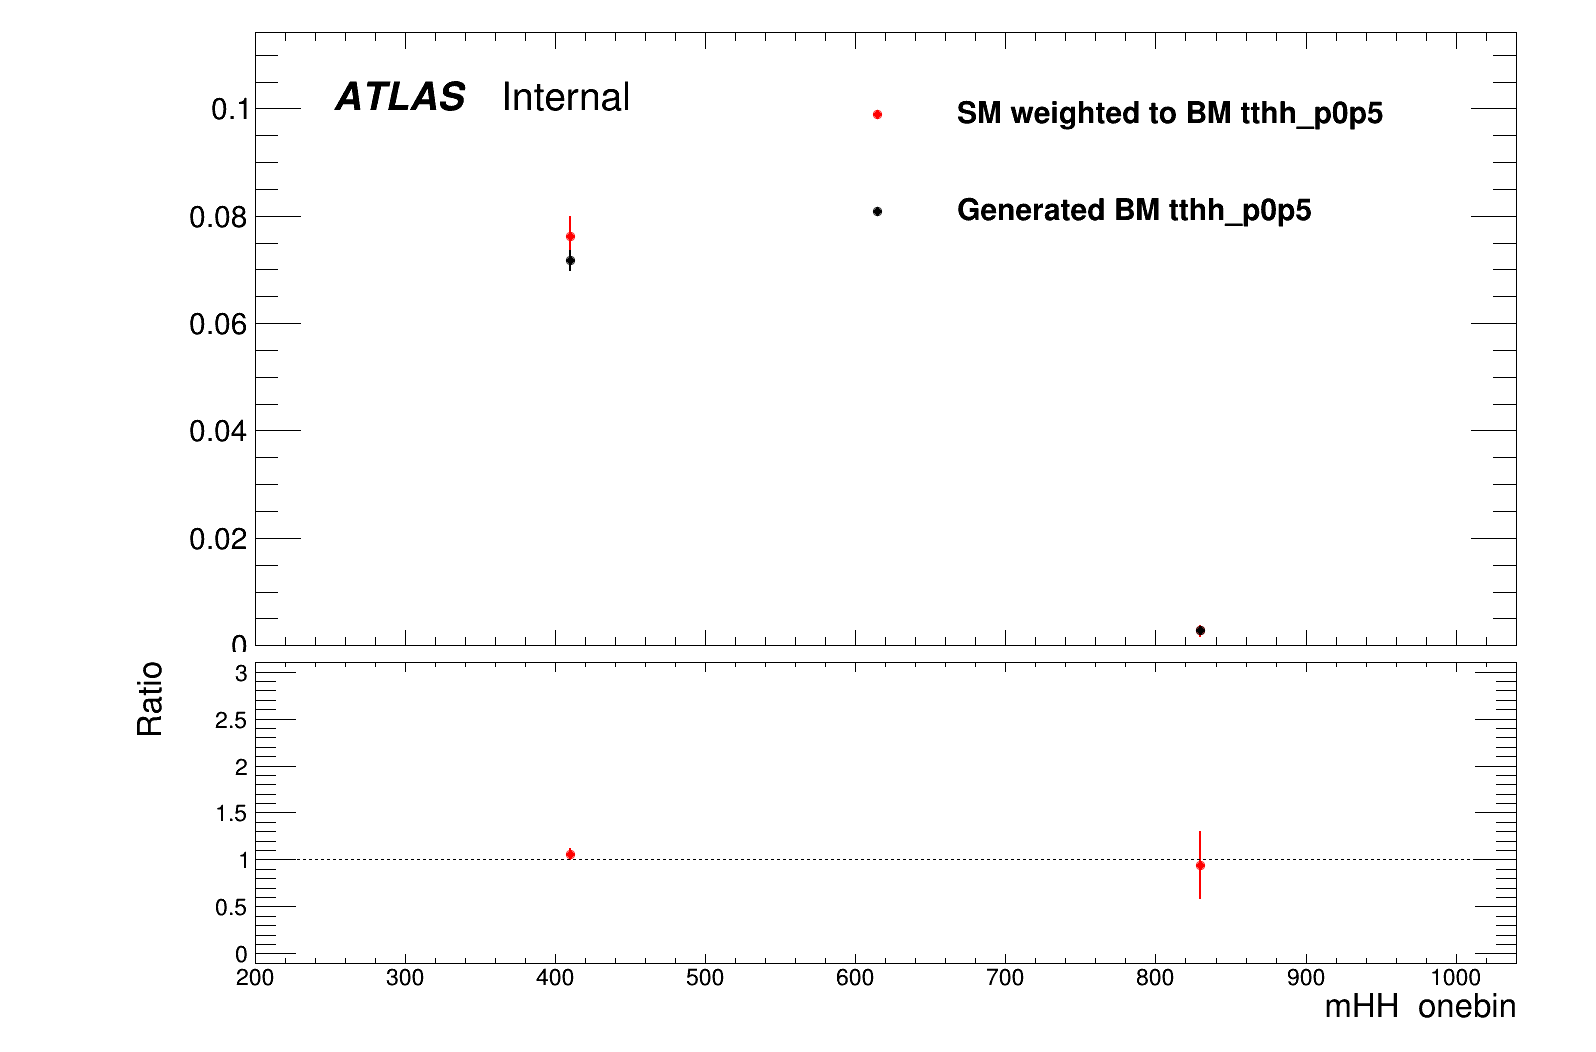 ATLAS Internal
SM weighted to BM tthh_p0p5
Generated BM tthh_p0p5
0.1
0.08
0.06
0.04
0.02
0
Ratio
3
2.5
2
1.5
1
0.5
0
200 300 400 500 600 700 800 900 1000
mHH onebin